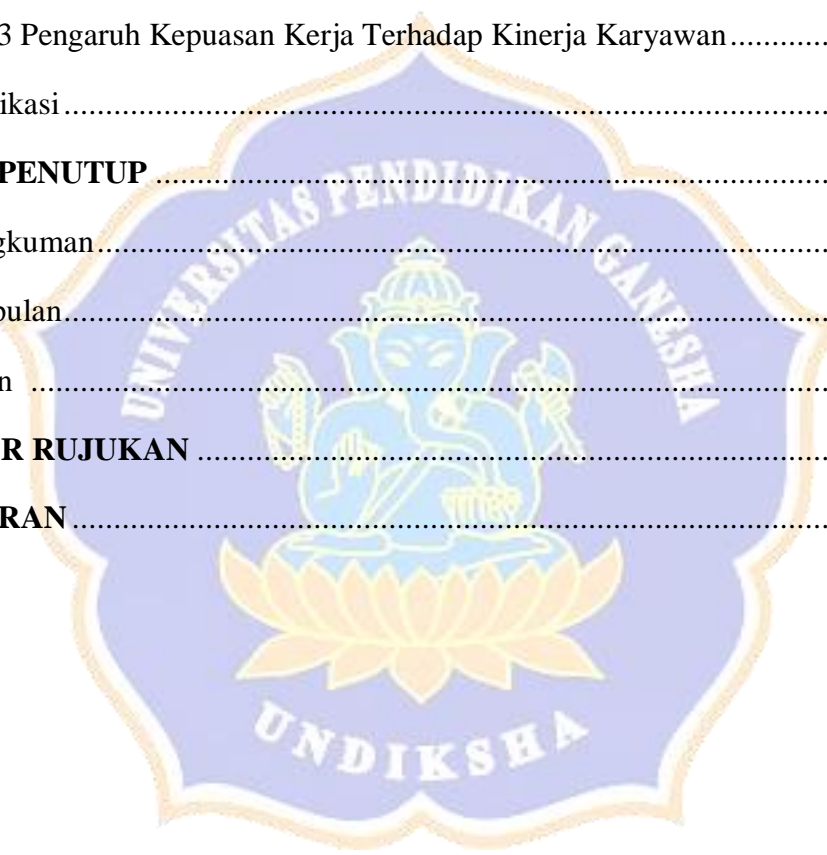 3 Pengaruh Kepuasan Kerja Terhadap Kinerja Karyawan.............
ikasi..........................................................................................
PENUTUP................................................................................
gkuman......................................................................................
pulan..........................................................................................
n ................................................................................................
R RUJUKAN...........................................................................
RAN..........................................................................................
UNIVERSITAS PENDIDIKAN GANESHA
UNDIKSHA